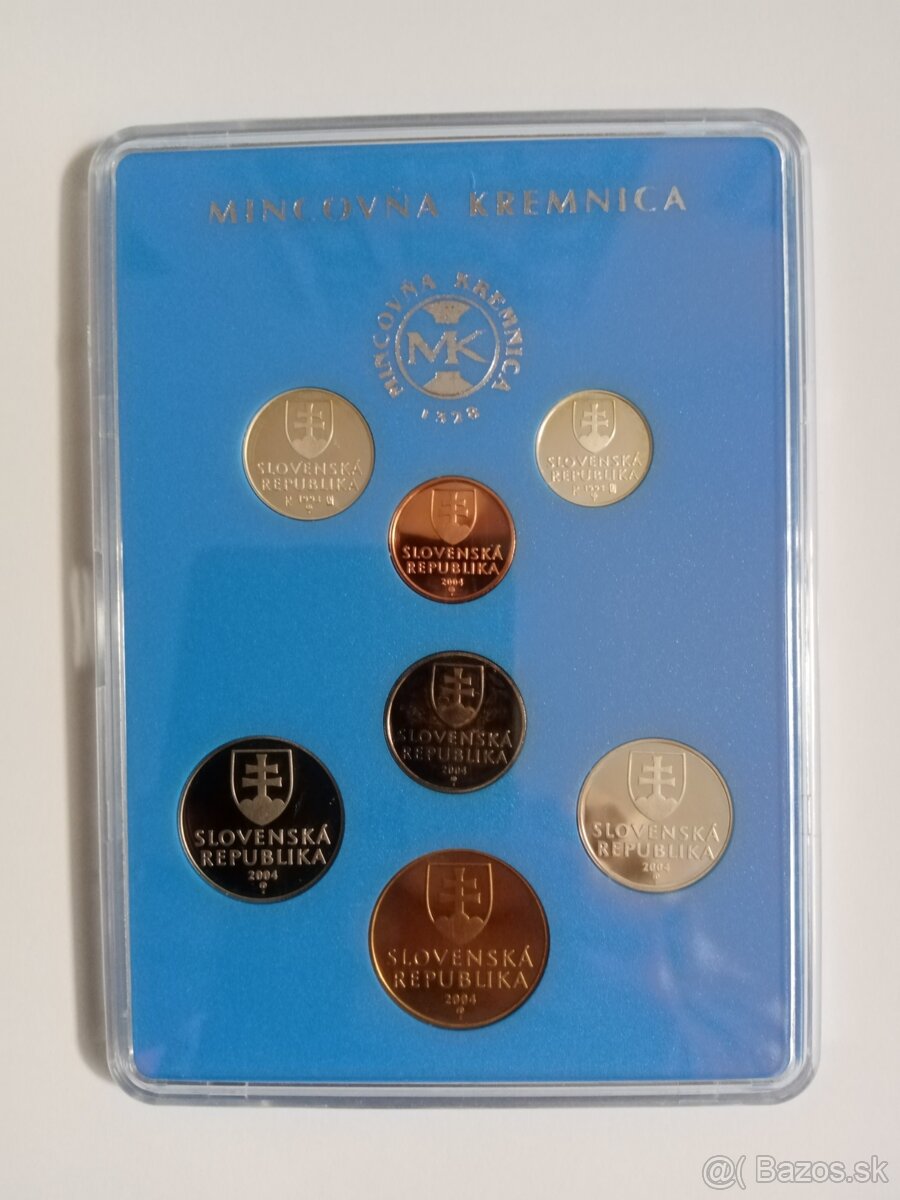 MINCOVŇA KREMNICA
MINCOVŇA KREMNICA
MK
1328
SLOVENSKÁ
REPUBLIKA
SLOVENSKÁ
REPUBLIKA
SLOVENSKÁ
REPUBLIKA
2004
SLOVENSKÁ
REPUBLIKA
2004
SLOVENSKÁ
REPUBLIKA
2004
SLOVENSKÁ
REPUBLIKA
2004
SLOVENSKÁ
REPUBLIKA
2004
@( Bazos.sk